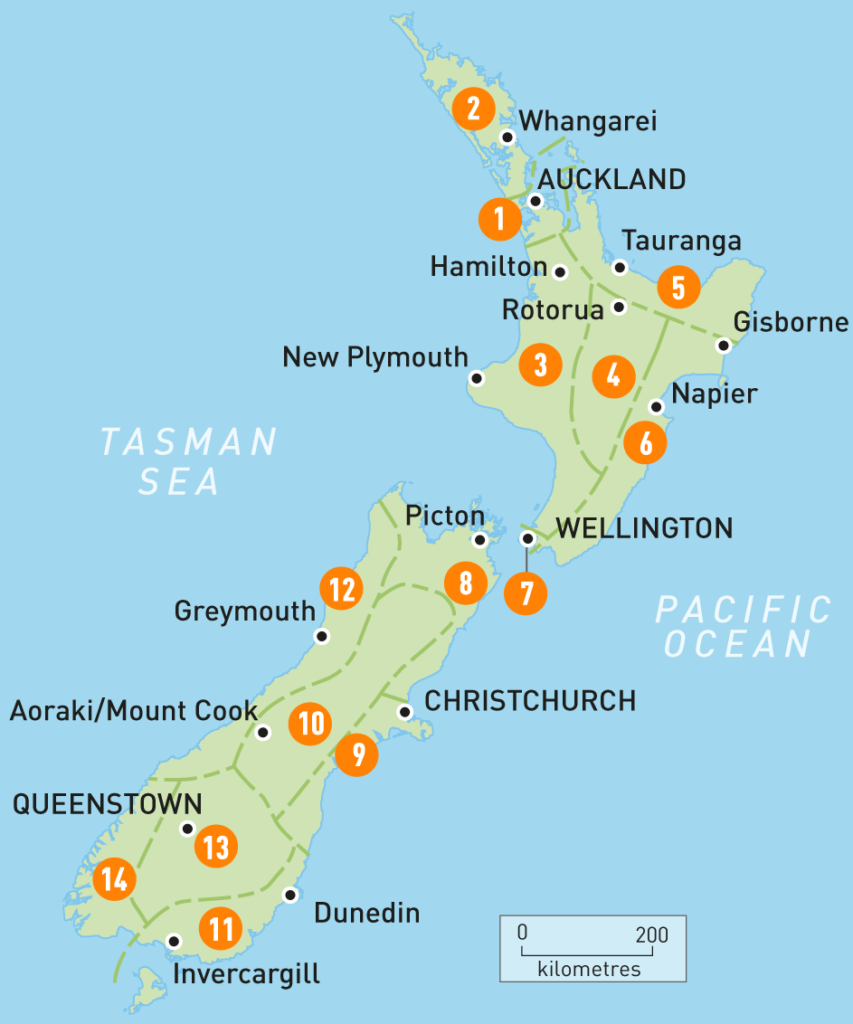 2
Whangarei
AUCKLAND
1
Tauranga
Hamilton
5
Rotorua
Gisborne
New Plymouth
3
4
Napier
TASMAN
SEA
6
Picton
WELLINGTON
12
8
7
Greymouth
PACIFIC
OCEAN
CHRISTCHURCH
Aoraki/Mount Cook
10
9
QUEENSTOWN
13
14
Dunedin
11
Invercargill
0 200
kilometres